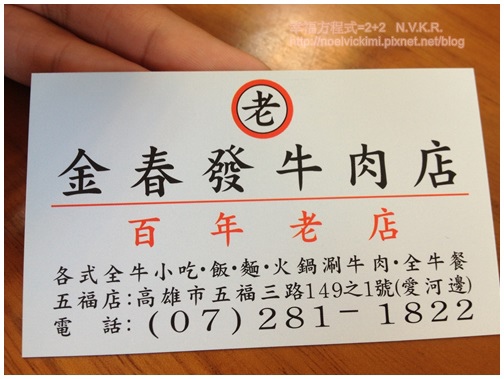 幸福方程式=2+2 N.V.K.R.
http://noelvickimi.pixnet.net/blog
老
金春發牛肉店
百年老店
各式全牛小吃・飯・麵・火鍋涮牛肉・全牛餐
五福店:高雄市五福三路149之1號(愛河邊)
電話:(07)281-1822